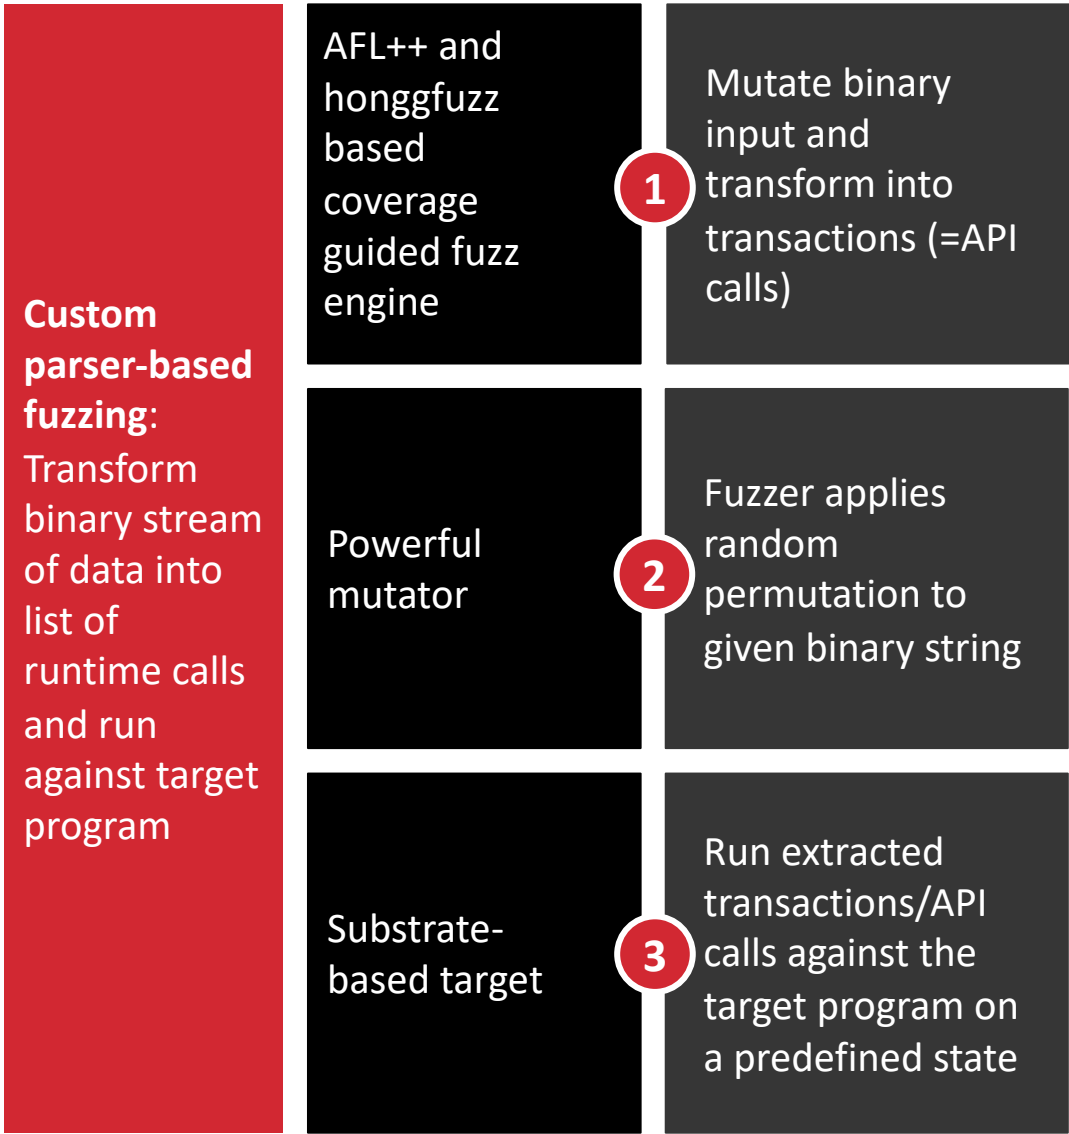 Custom
parser-based
fuzzing:
Transform
binary stream
of data into
list of
runtime calls
and run
against target
program
AFL++ and
honggfuzz
based
coverage
guided fuzz
engine
1
Mutate binary
input and
transform into
transactions (=API
calls)
Powerful
mutator
2
Fuzzer applies
random
permutation to
given binary string
Substrate-
based target
3
Run extracted
transactions/API
calls against the
target program on
a predefined state